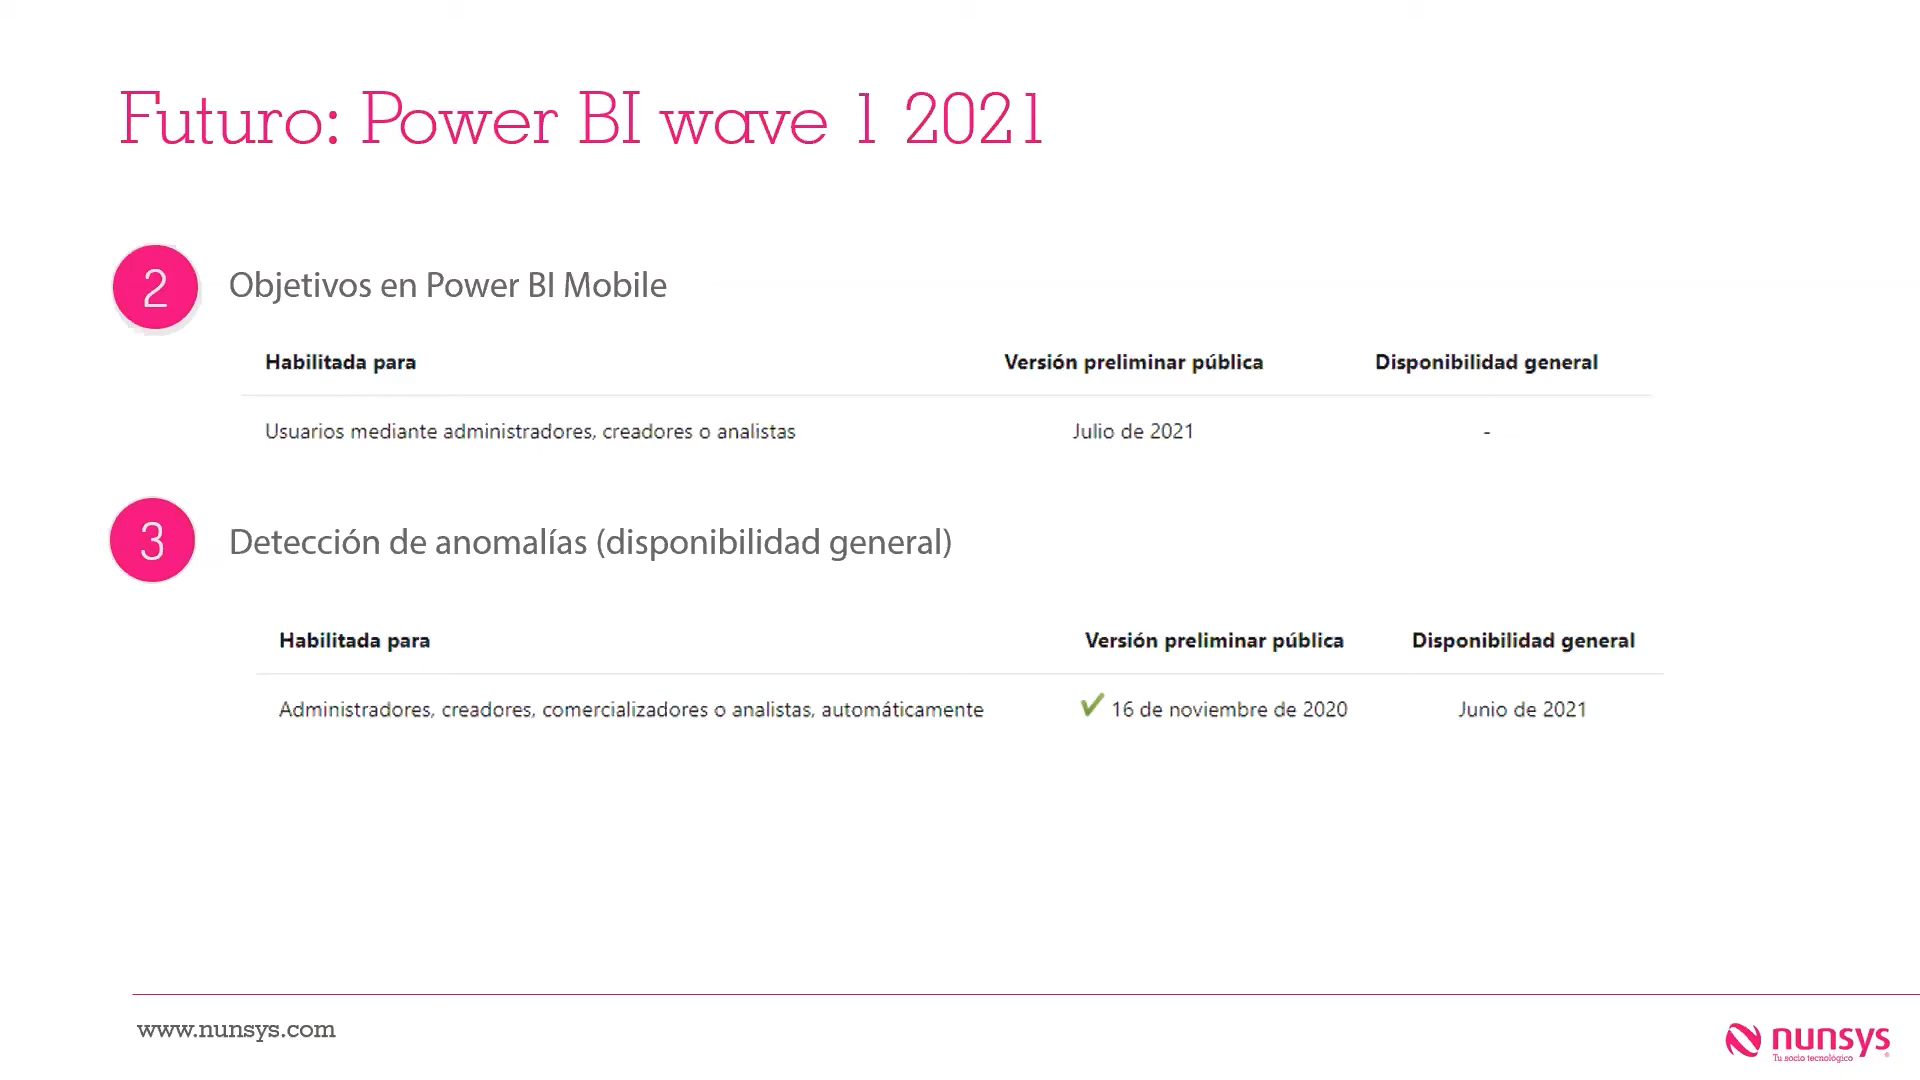 Futuro: Power BI wave 1 2021
2 Objetivos en Power BI Mobile
Habilitada para Versión preliminar pública Disponibilidad general
Usuarios mediante administradores, creadores o analistas Julio de 2021 -
3 Detección de anomalías (disponibilidad general)
Habilitada para Versión preliminar pública Disponibilidad general
Administradores, creadores, comercializadores o analistas, automáticamente ✔ 16 de noviembre de 2020 Junio de 2021
www.nunsys.com
nunsys
Tu socio tecnológico